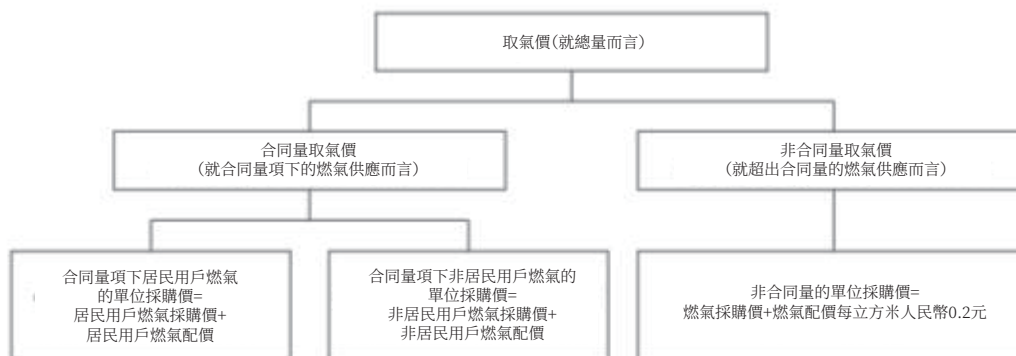 取氣價(就總量而言)
合同量取氣價
(就合同量項下的燃氣供應而言)
非合同量取氣價
(就超出合同量的燃氣供應而言)
合同量項下居民用戶燃氣
的單位採購價=
居民用戶燃氣採購價+
居民用戶燃氣配價
合同量項下非居民用戶燃氣的
單位採購價=
非居民用戶燃氣採購價+
非居民用戶燃氣配價
非合同量的單位採購價=
燃氣採購價+燃氣配價每立方米人民幣0.2元